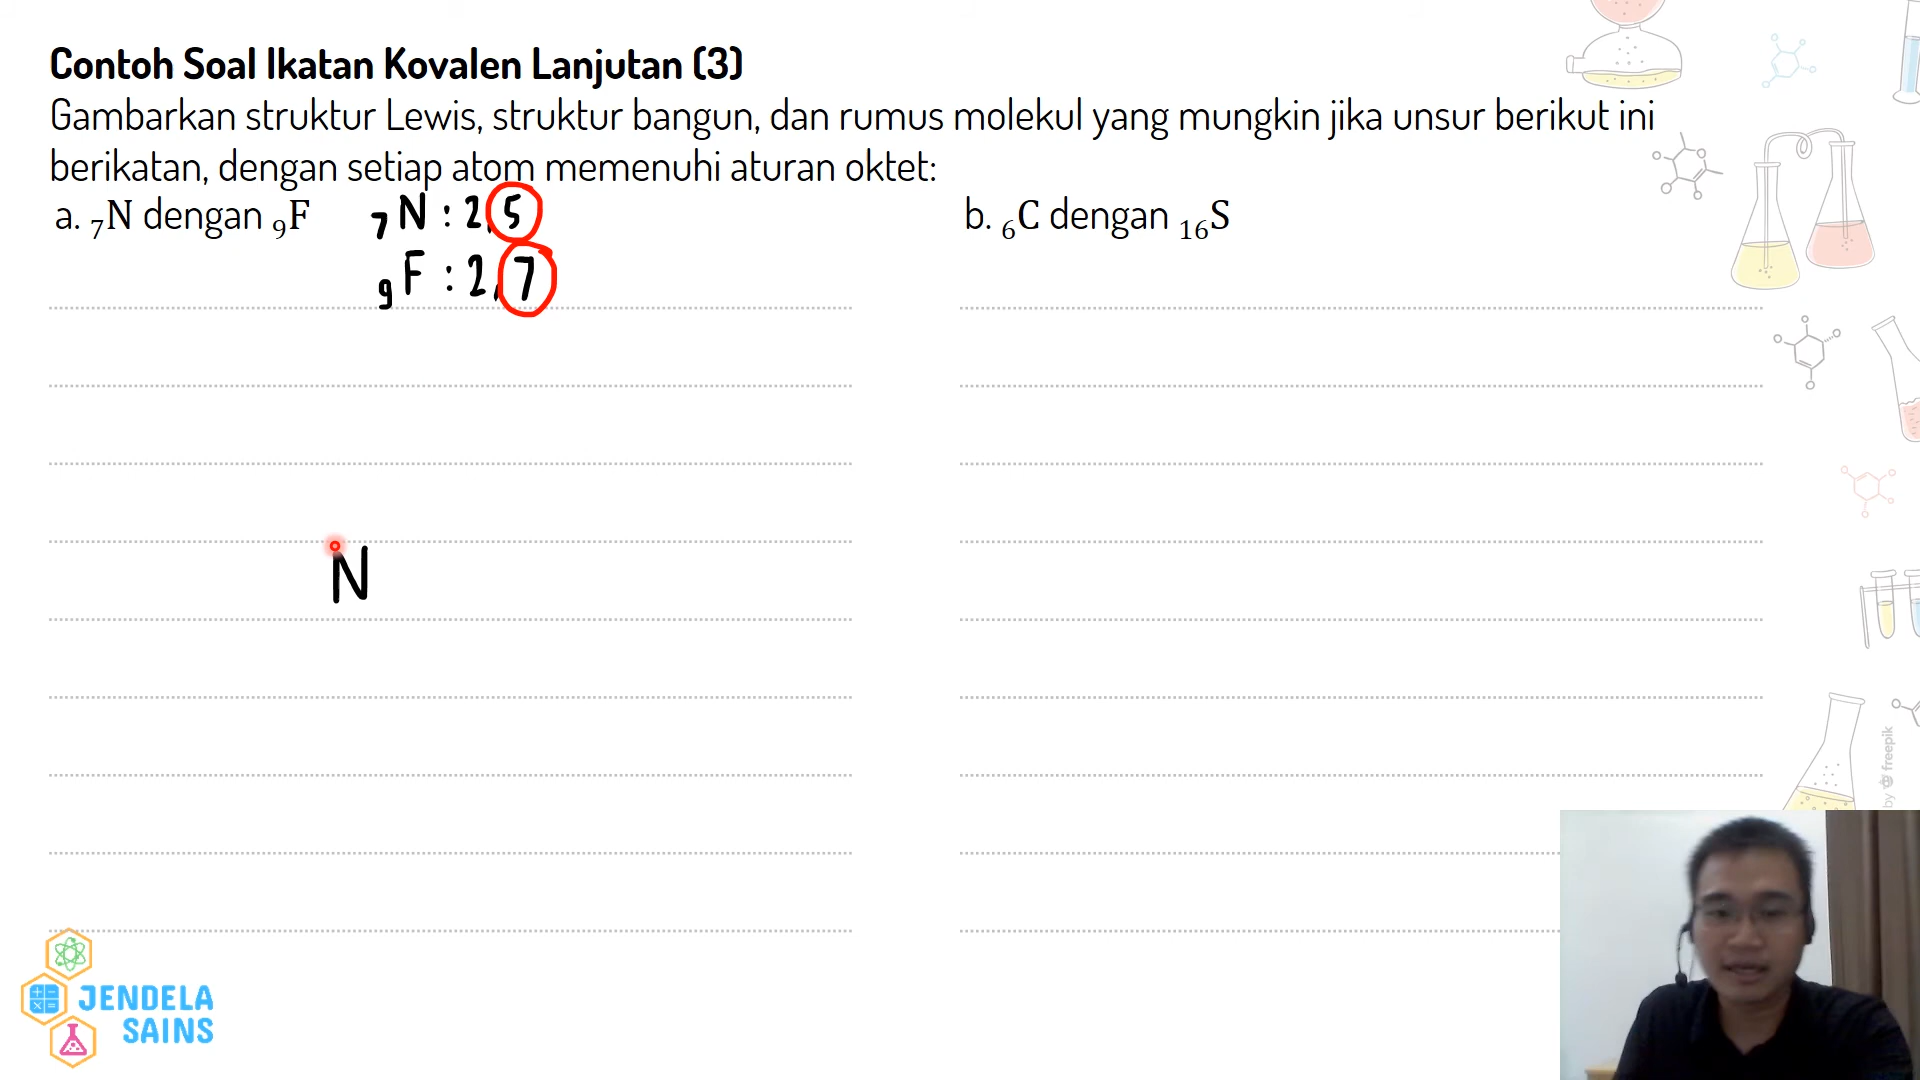 Contoh Soal Ikatan Kovalen Lanjutan (3)
Gambarkan struktur Lewis, struktur bangun, dan rumus molekul yang mungkin jika unsur berikut ini
berikatan, dengan setiap atom memenuhi aturan oktet:
a. ₇N dengan ₉F
₇N : 2, 5
₉F : 2, 7
N
b. ₆C dengan ₁₆S
by freepik
JENDELA
SAINS